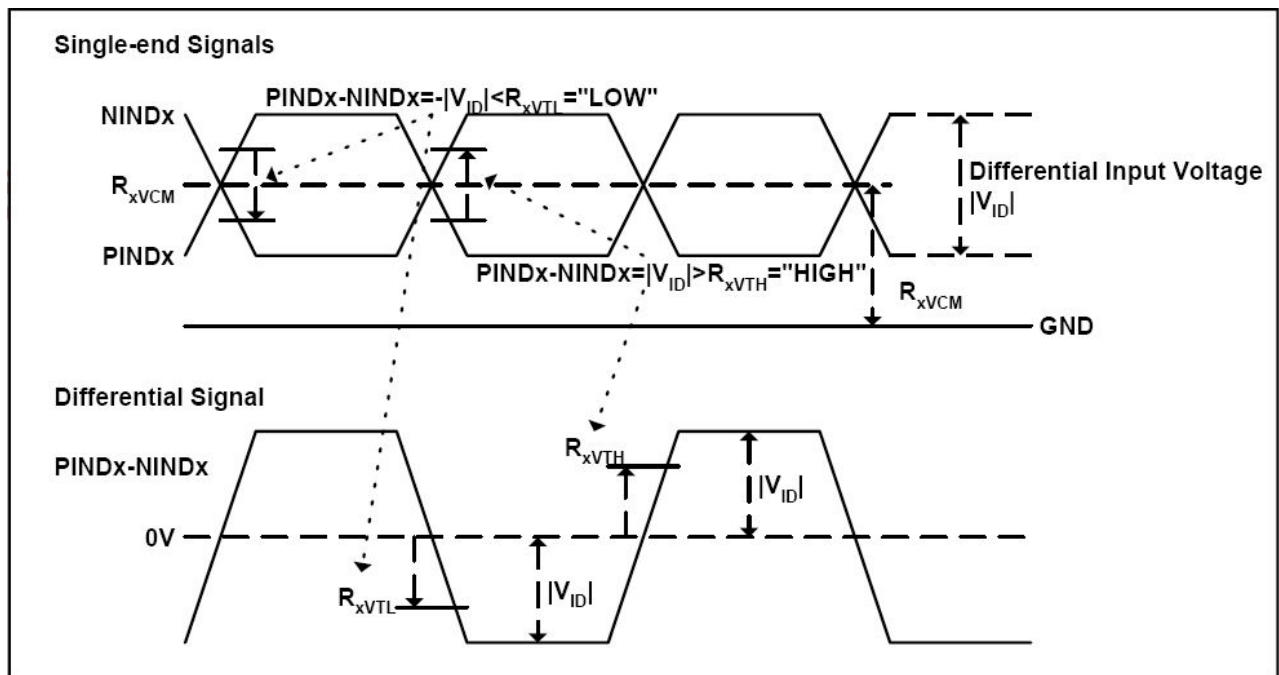 Single-end Signals
PINDx-NINDx=-|VID|<RxVTL="LOW"
NINDx
Differential Input Voltage
|VID|
RxVCM
PINDx
PINDx-NINDx=|VID|>RxVTH="HIGH"
RxVCM
GND
Differential Signal
RxVTH
PINDx-NINDx
|VID|
0V
RxVTL
|VID|